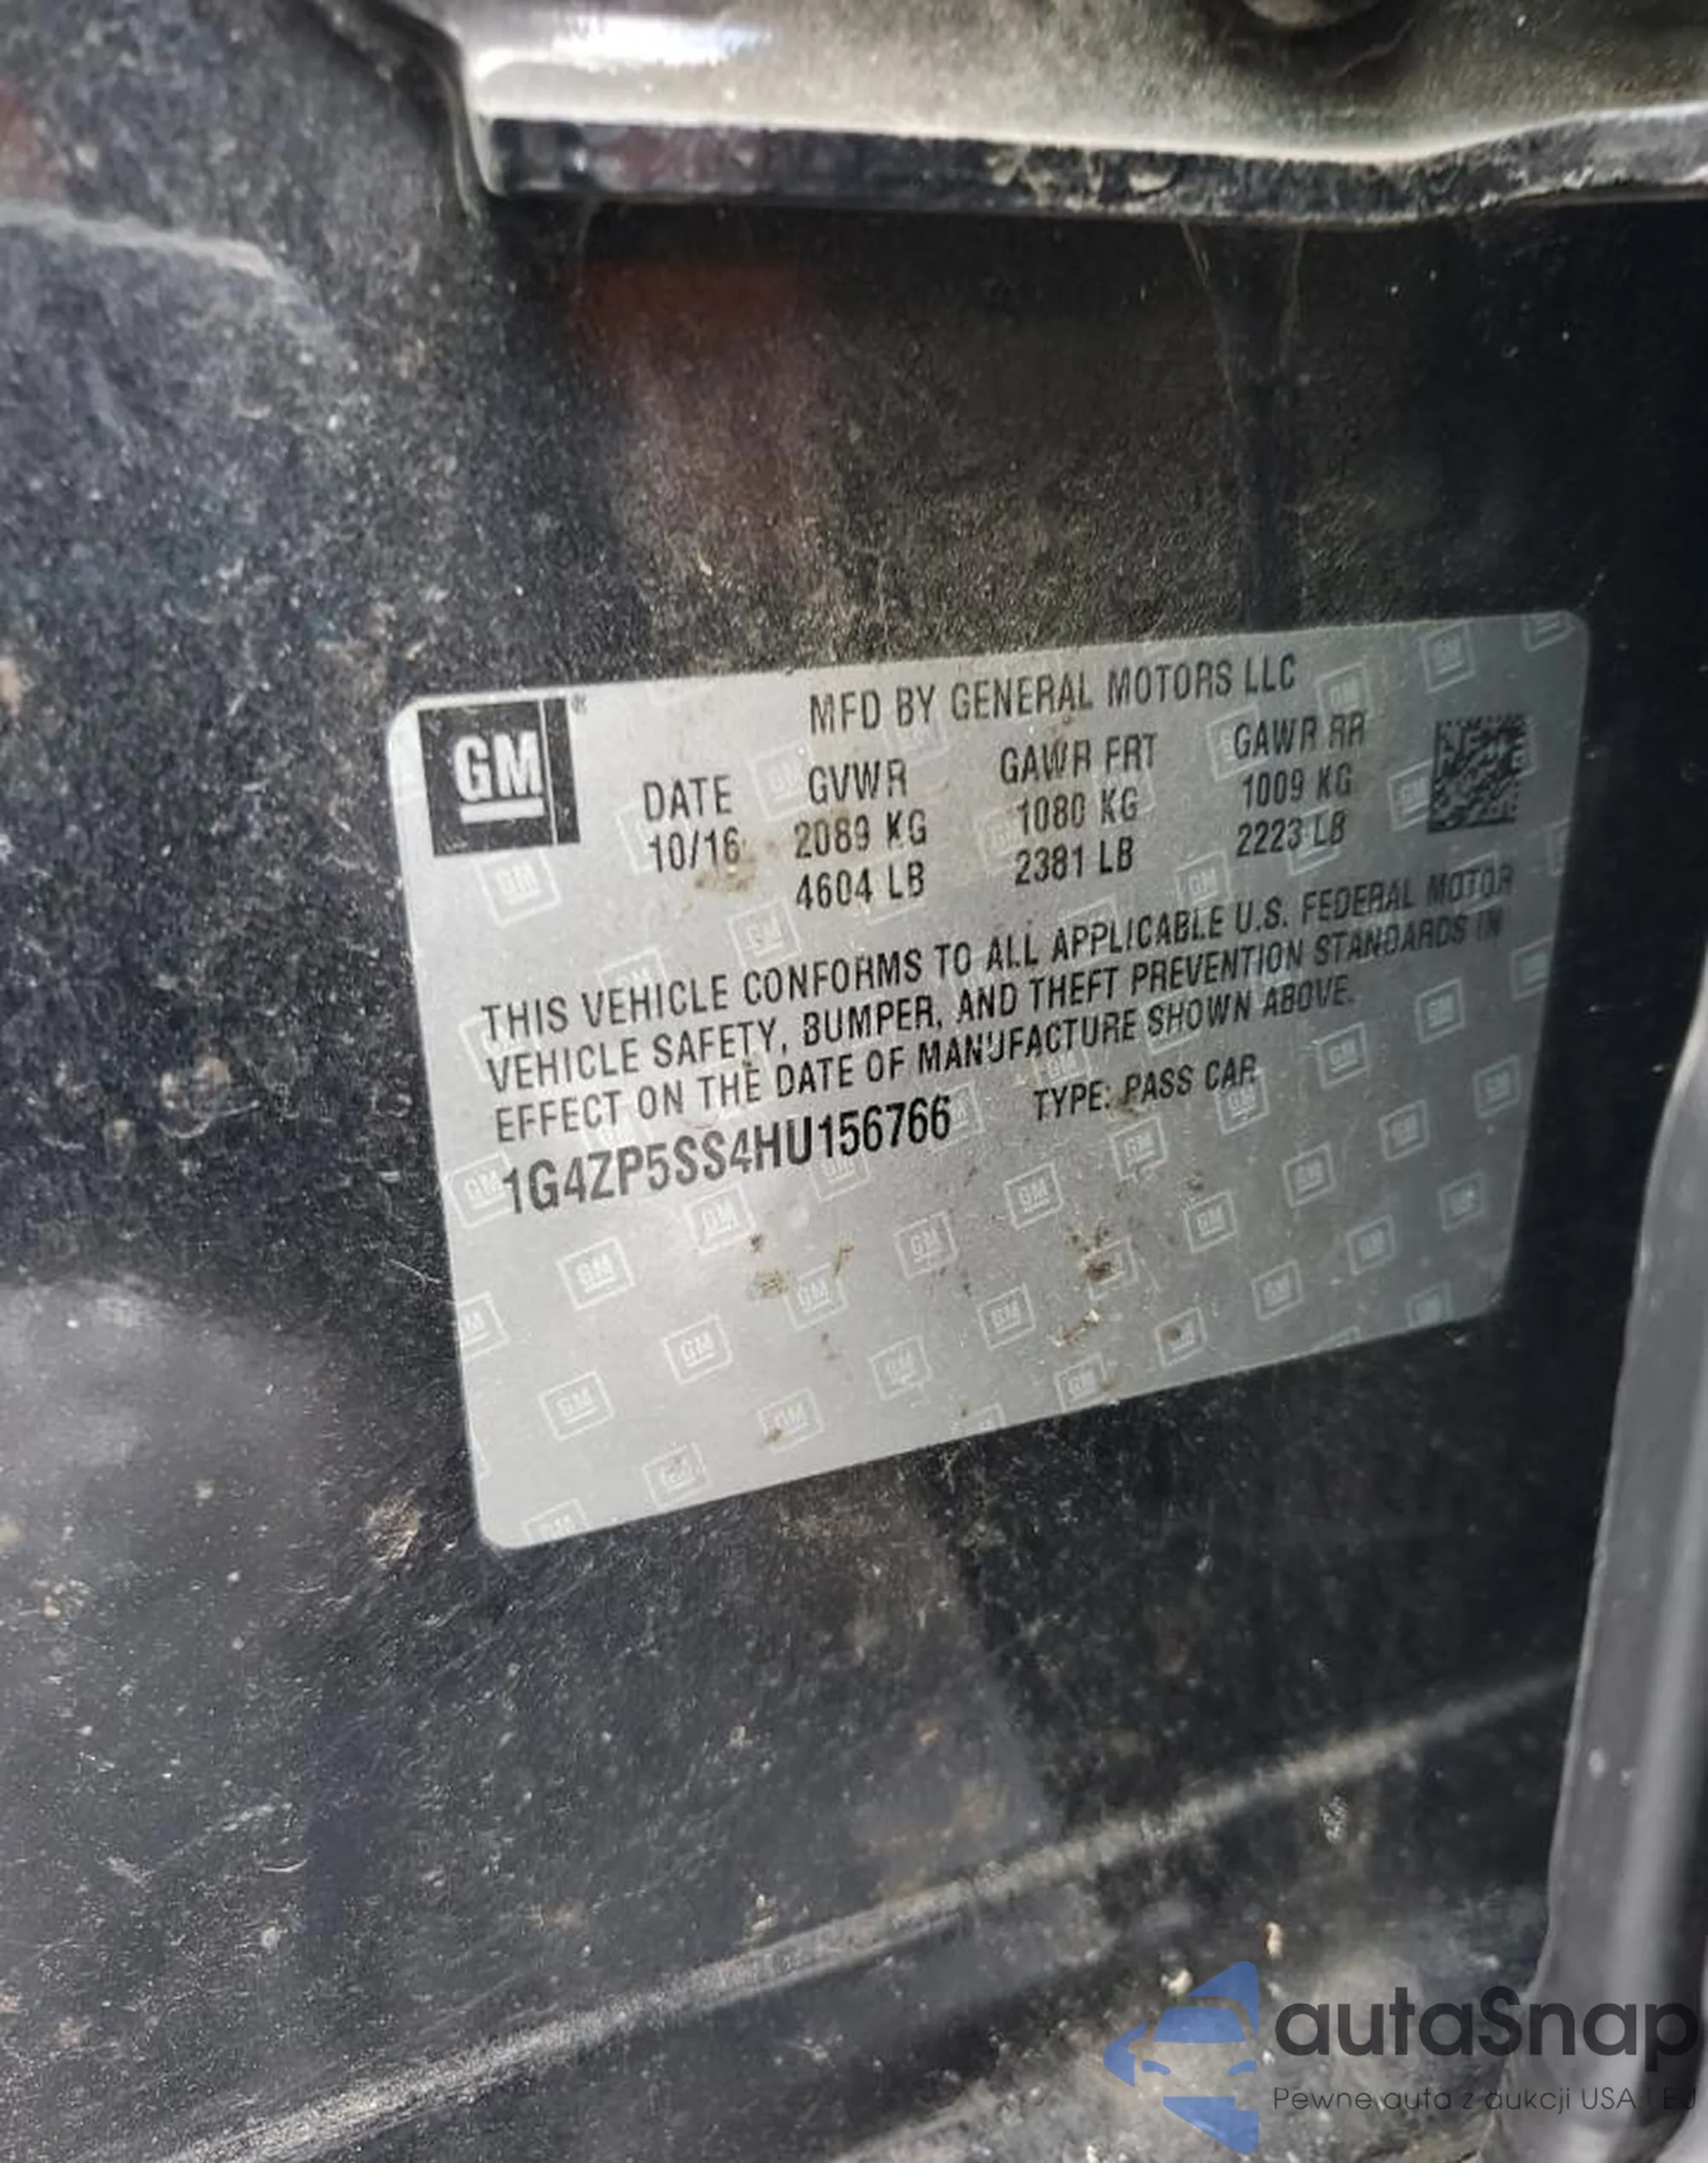 GM®
MFD BY GENERAL MOTORS LLC
DATE GVWR GAWR FRT GAWR RR
10/16 2089 KG 1080 KG 1009 KG
4604 LB 2381 LB 2223 LB
THIS VEHICLE CONFORMS TO ALL APPLICABLE U.S. FEDERAL MOTOR
VEHICLE SAFETY, BUMPER, AND THEFT PREVENTION STANDARDS IN
EFFECT ON THE DATE OF MANUFACTURE SHOWN ABOVE.
1G4ZP5SS4HU156766 TYPE: PASS CAR
autaSnap
Pewne auta z aukcji USA i EU